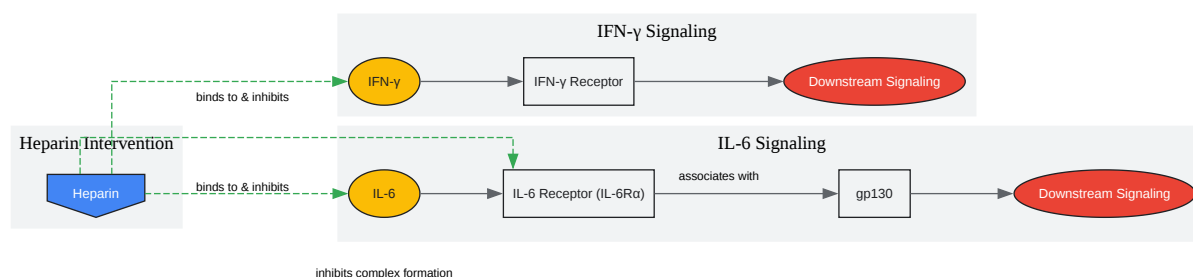 IFN-γ Signaling
IFN-γ
IFN-γ Receptor
Downstream Signaling
binds to & inhibits
Heparin Intervention
Heparin
binds to & inhibits
IL-6 Signaling
IL-6
IL-6 Receptor (IL-6Rα)
associates with
gp130
Downstream Signaling
inhibits complex formation